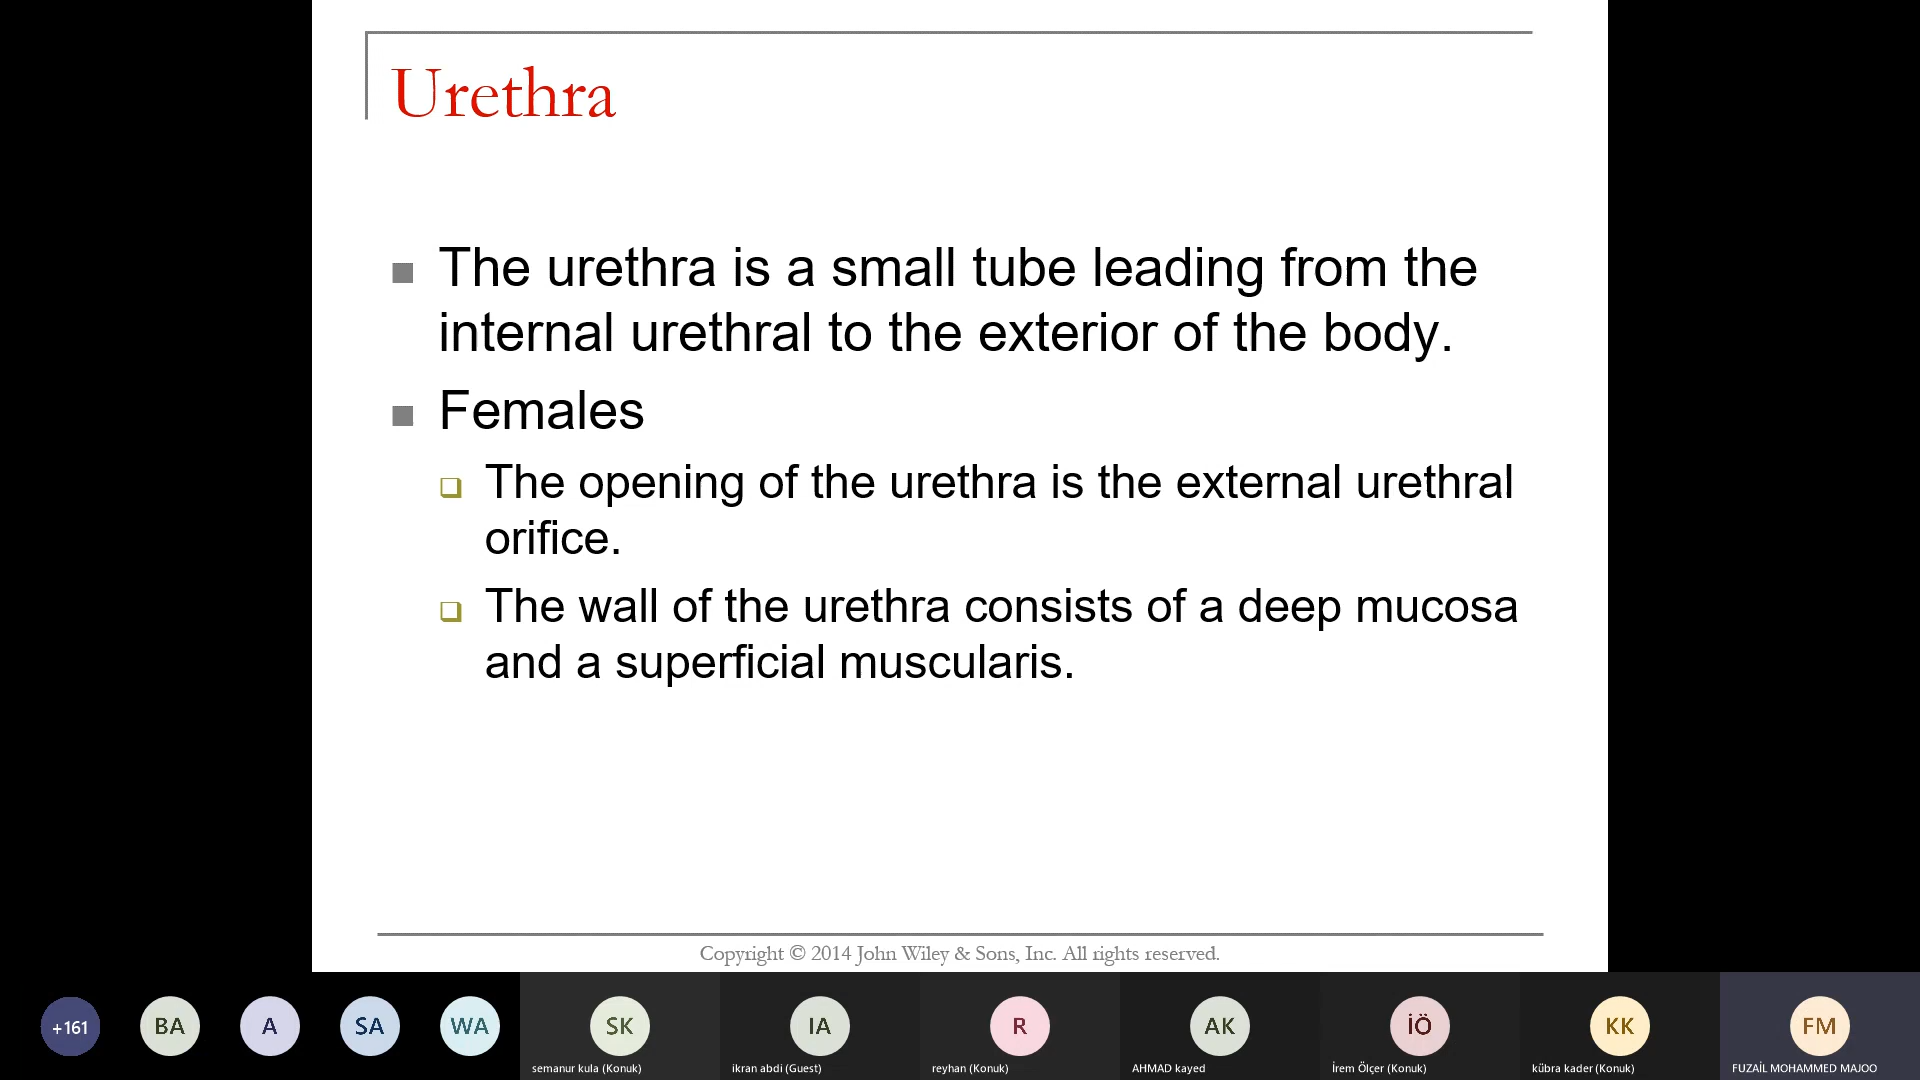 Urethra
The urethra is a small tube leading from the
internal urethral to the exterior of the body.
Females
The opening of the urethra is the external urethral
orifice.
The wall of the urethra consists of a deep mucosa
and a superficial muscularis.
Copyright © 2014 John Wiley & Sons, Inc. All rights reserved.
+161 BA A SA WA SK IA R AK İÖ KK FM
semanur kula (Konuk) ikran abdi (Guest) reyhan (Konuk) AHMAD kayed İrem Ölçer (Konuk) kübra kader (Konuk) FUZAİL MOHAMMED MAJOO